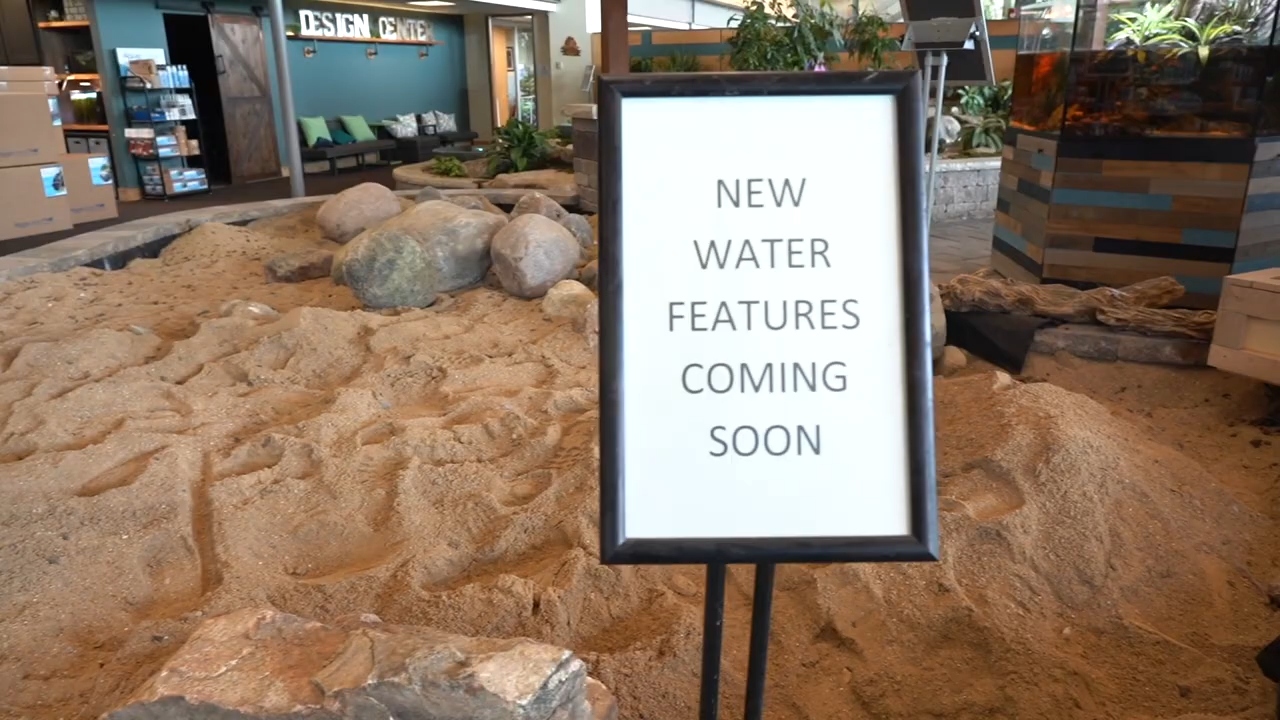 DESIGN CENTER
NEW
WATER
FEATURES
COMING
SOON